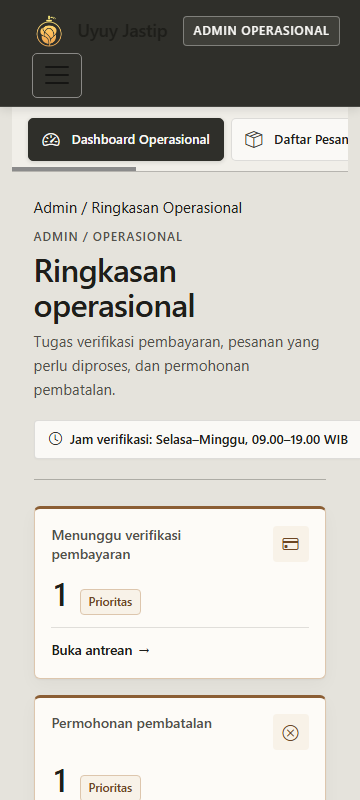 Uyuy Jastip
ADMIN OPERASIONAL
Dashboard Operasional
Daftar Pesan
Admin / Ringkasan Operasional
ADMIN / OPERASIONAL
Ringkasan
operasional
Tugas verifikasi pembayaran, pesanan yang
perlu diproses, dan permohonan
pembatalan.
Jam verifikasi: Selasa–Minggu, 09.00–19.00 WIB
Menunggu verifikasi
pembayaran
1 Prioritas
Buka antrean →
Permohonan pembatalan
1 Prioritas